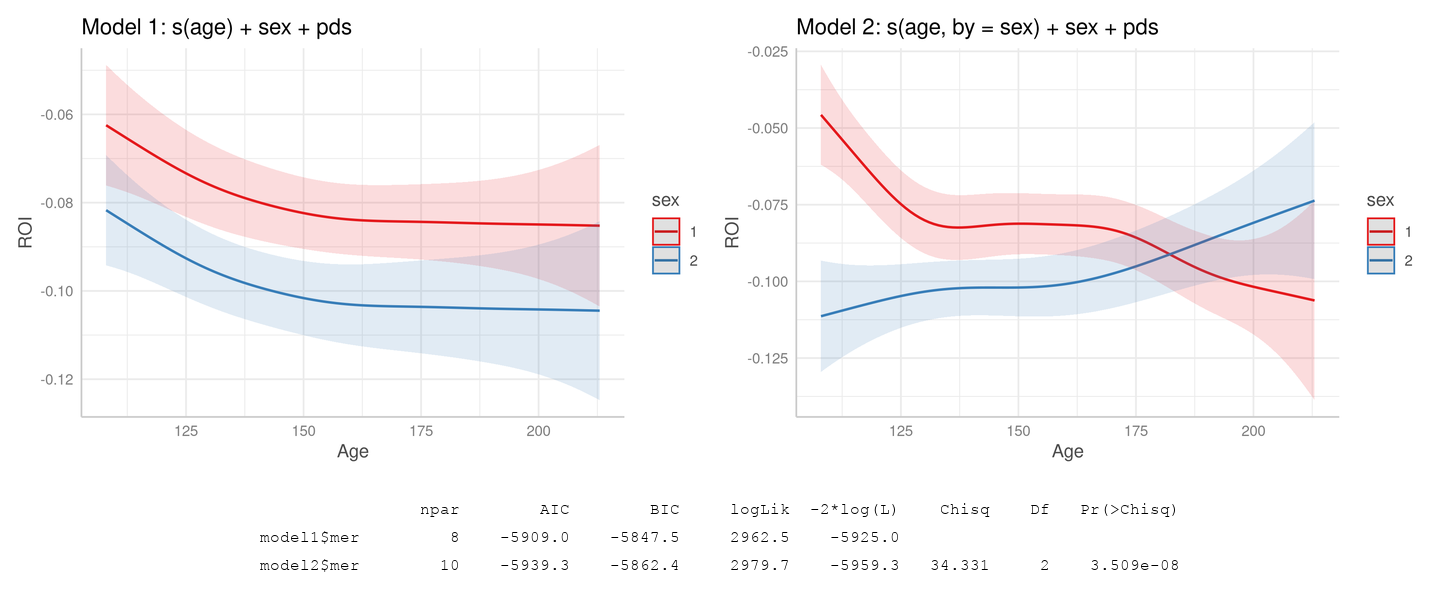 Model 1: s(age) + sex + pds
-0.06
-0.08
-0.10
-0.12
ROI
125 150 175 200
Age
sex
1
2
Model 2: s(age, by = sex) + sex + pds
-0.025
-0.050
-0.075
-0.100
-0.125
ROI
125 150 175 200
Age
sex
1
2
npar AIC BIC logLik -2*log(L) Chisq Df Pr(>Chisq)
model1$mer 8 -5909.0 -5847.5 2962.5 -5925.0
model2$mer 10 -5939.3 -5862.4 2979.7 -5959.3 34.331 2 3.509e-08